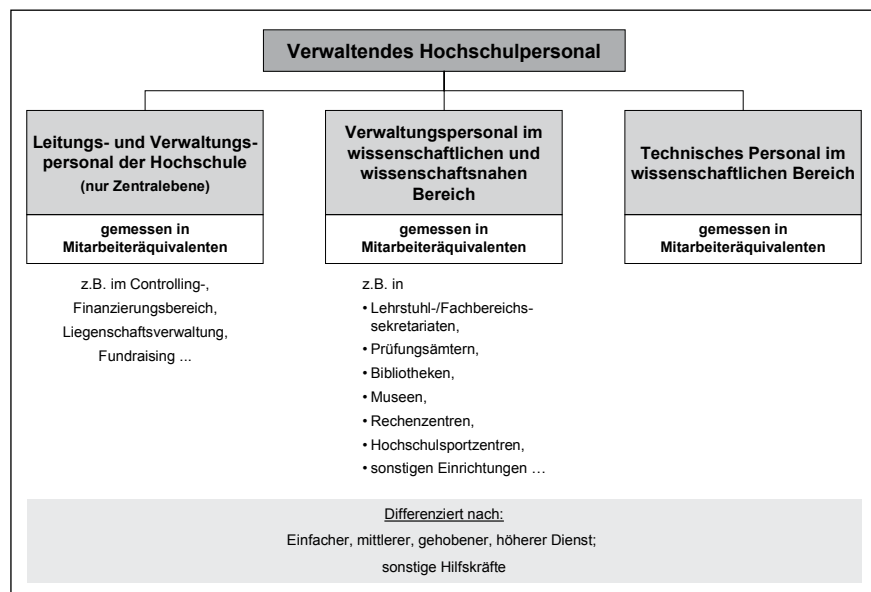 Verwaltendes Hochschulpersonal
Leitungs- und Verwaltungs-
personal der Hochschule
(nur Zentralebene)
gemessen in
Mitarbeiteräquivalenten
z.B. im Controlling-,
Finanzierungsbereich,
Liegenschaftsverwaltung,
Fundraising ...
Verwaltungspersonal im
wissenschaftlichen und
wissenschaftsnahen
Bereich
gemessen in
Mitarbeiteräquivalenten
z.B. in
• Lehrstuhl-/Fachbereichs-
sekretariaten,
• Prüfungsämtern,
• Bibliotheken,
• Museen,
• Rechenzentren,
• Hochschulsportzentren,
• sonstigen Einrichtungen …
Technisches Personal im
wissenschaftlichen Bereich
gemessen in
Mitarbeiteräquivalenten
Differenziert nach:
Einfacher, mittlerer, gehobener, höherer Dienst;
sonstige Hilfskräfte